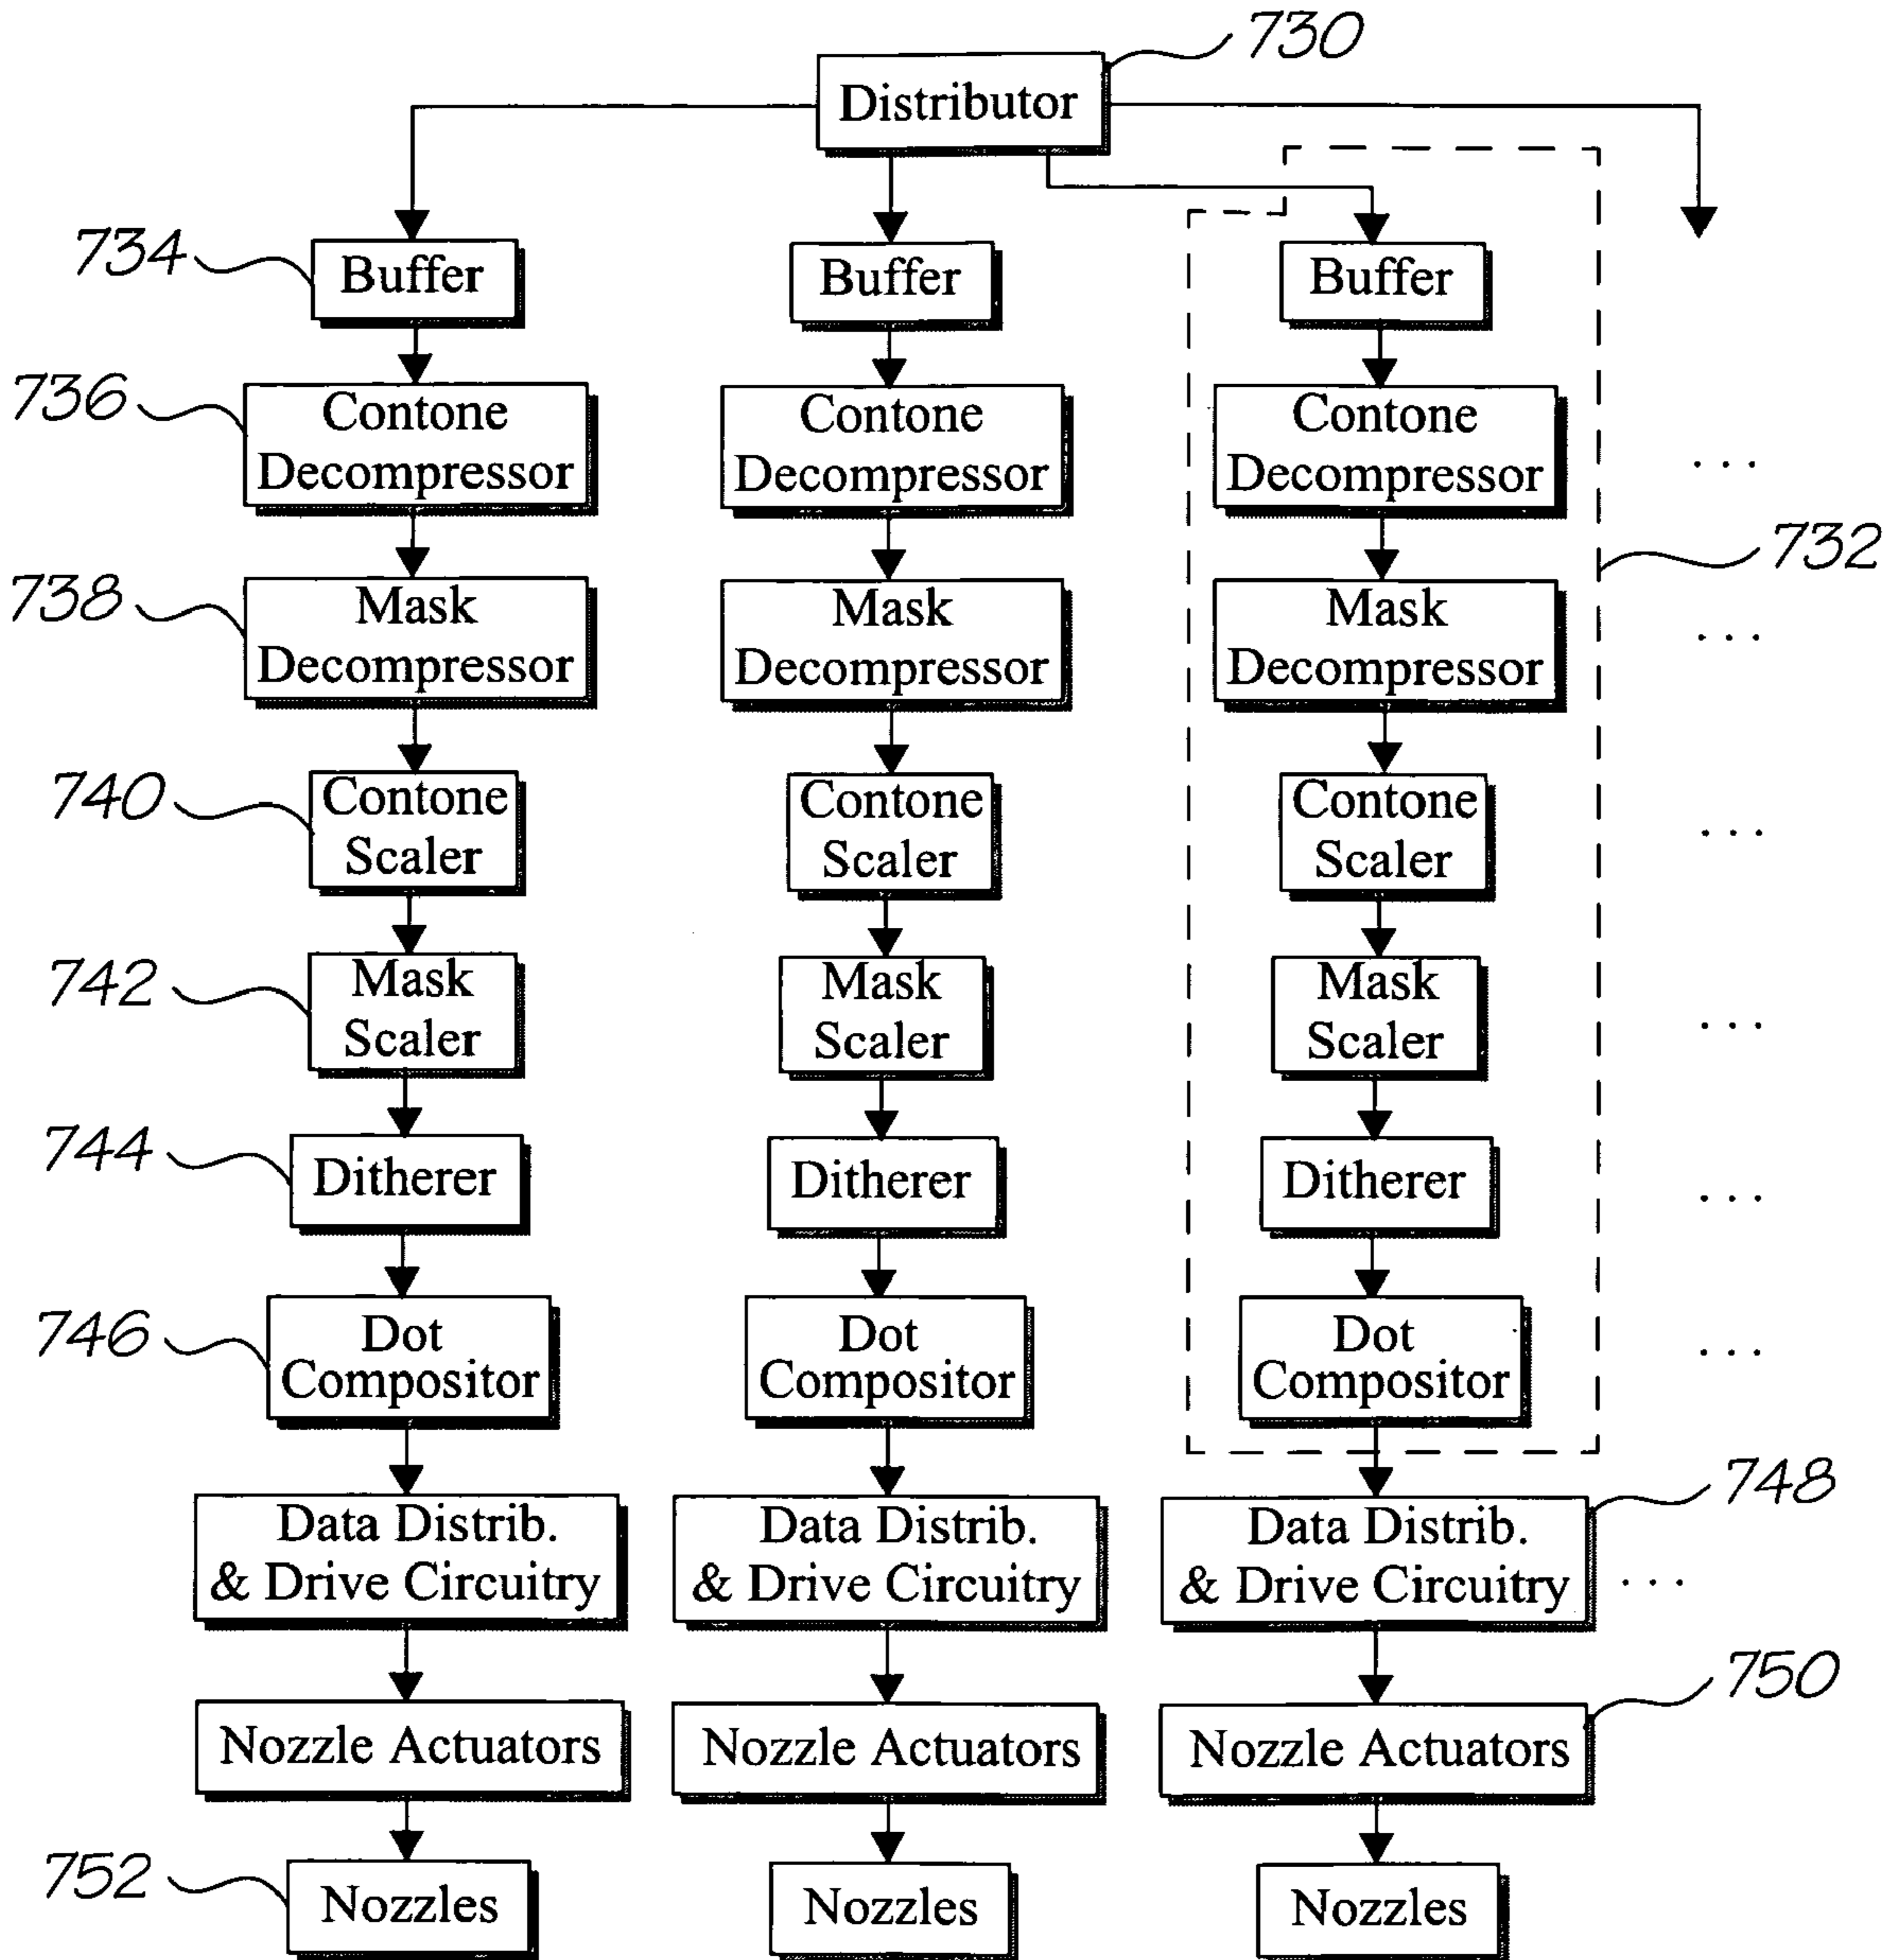 730
Distributor
734
Buffer
Buffer
Buffer
736
Contone
Decompressor
Contone
Decompressor
Contone
Decompressor
...
732
738
Mask
Decompressor
Mask
Decompressor
Mask
Decompressor
...
740
Contone
Scaler
Contone
Scaler
Contone
Scaler
...
742
Mask
Scaler
Mask
Scaler
Mask
Scaler
...
744
Ditherer
Ditherer
Ditherer
...
746
Dot
Compositor
Dot
Compositor
Dot
Compositor
...
748
Data Distrib.
& Drive Circuitry
Data Distrib.
& Drive Circuitry
Data Distrib.
& Drive Circuitry
...
750
Nozzle Actuators
Nozzle Actuators
Nozzle Actuators
752
Nozzles
Nozzles
Nozzles